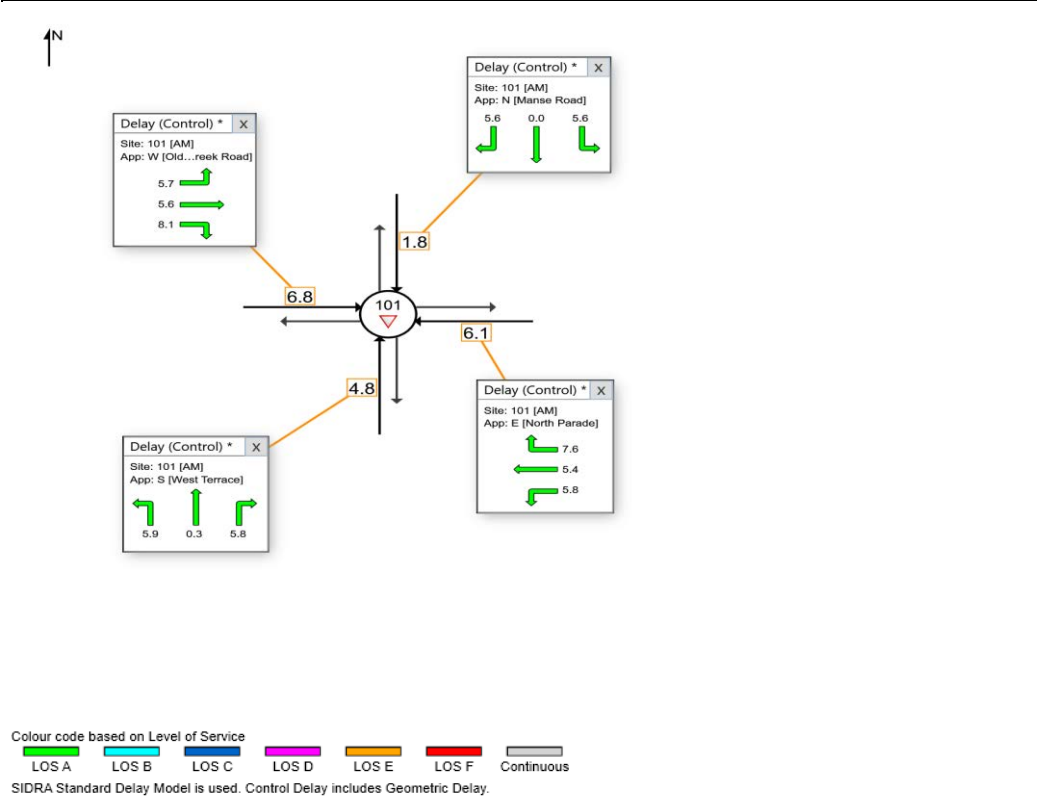 N
Delay (Control) * X
Site: 101 [AM]
App: N [Manse Road]
5.6 0.0 5.6
Delay (Control) * X
Site: 101 [AM]
App: W [Old...reek Road]
5.7
5.6
8.1
1.8
6.8
101
6.1
4.8
Delay (Control) * X
Site: 101 [AM]
App: E [North Parade]
7.6
5.4
5.8
Delay (Control) * X
Site: 101 [AM]
App: S [West Terrace]
5.9 0.3 5.8
Colour code based on Level of Service
LOS A LOS B LOS C LOS D LOS E LOS F Continuous
SIDRA Standard Delay Model is used. Control Delay includes Geometric Delay.